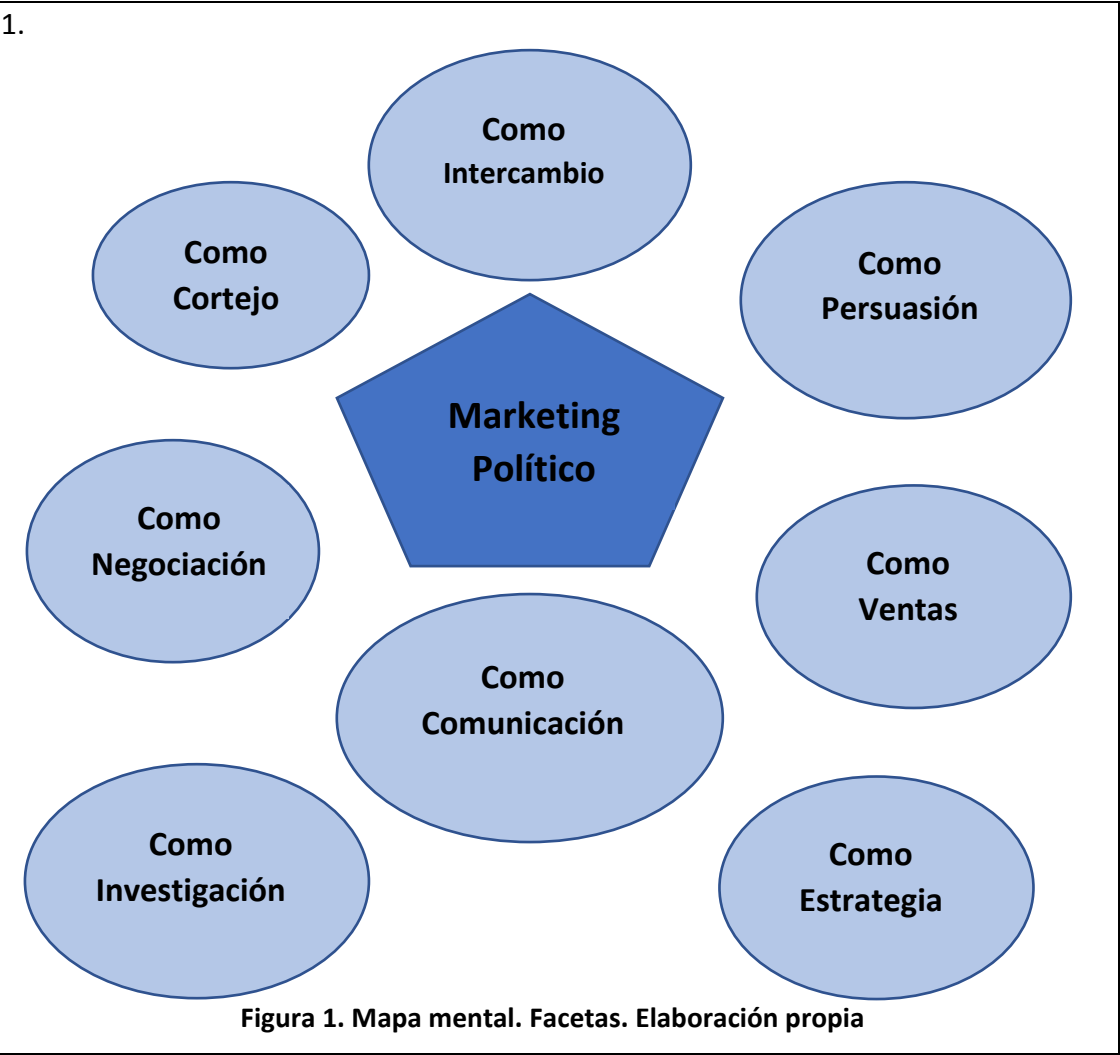 1.
Como
Intercambio
Como
Cortejo
Como
Persuasión
Marketing
Político
Como
Negociación
Como
Ventas
Como
Comunicación
Como
Investigación
Como
Estrategia
Figura 1. Mapa mental. Facetas. Elaboración propia